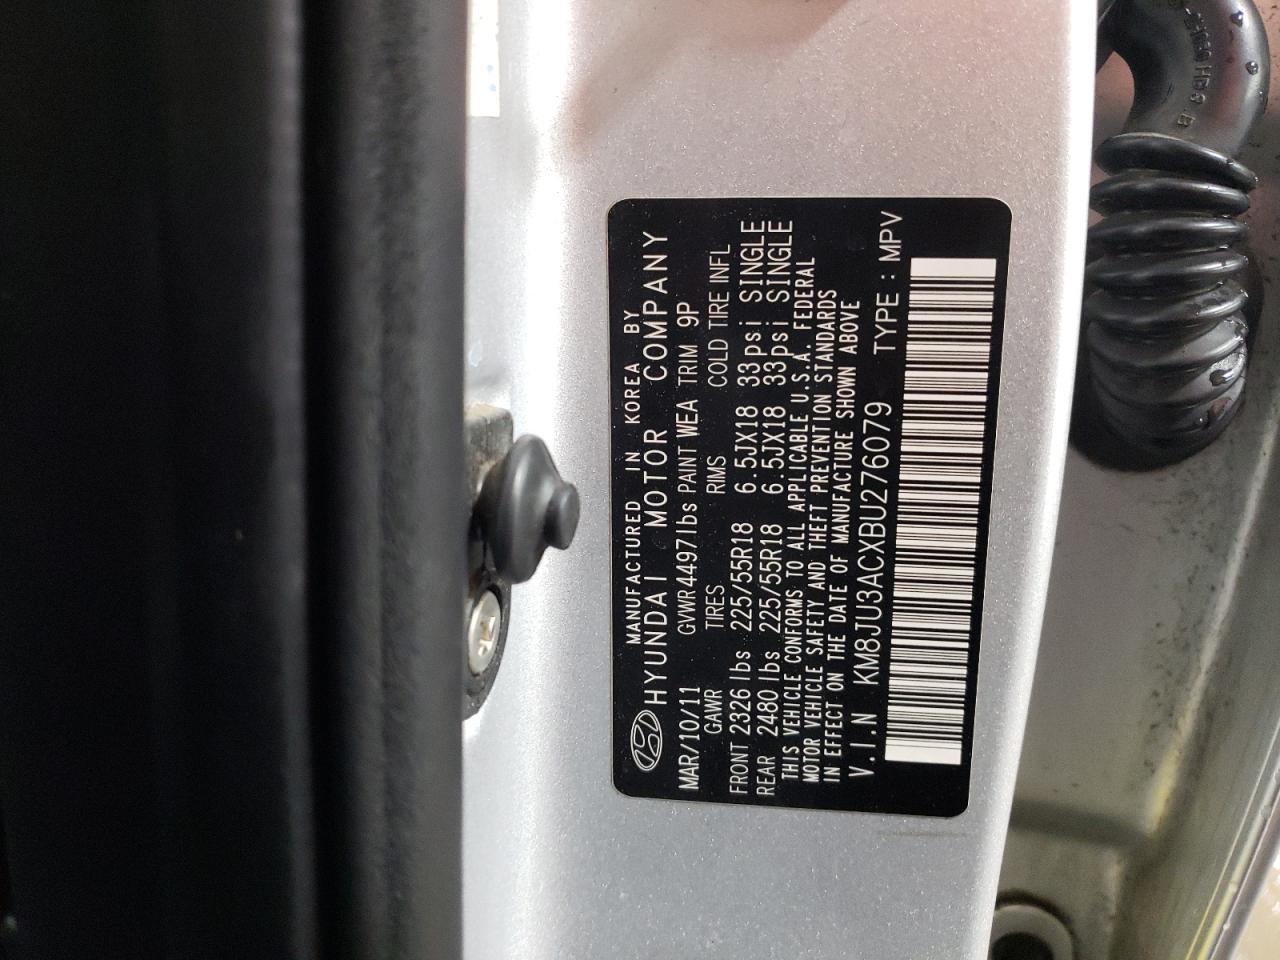 MANUFACTURED IN KOREA BY
HYUNDAI MOTOR COMPANY
MAR/10/11 GVWR 4497lbs PAINT WEA TRIM 9P
GAWR TIRES RIMS COLD TIRE INFL
FRONT 2326 lbs 225/55R18 6.5JX18 33psi SINGLE
REAR 2480 lbs 225/55R18 6.5JX18 33psi SINGLE
THIS VEHICLE CONFORMS TO ALL APPLICABLE U.S.A. FEDERAL
MOTOR VEHICLE SAFETY AND THEFT PREVENTION STANDARDS
IN EFFECT ON THE DATE OF MANUFACTURE SHOWN ABOVE
V.I.N KM8JU3ACXBU276079 TYPE : MPV